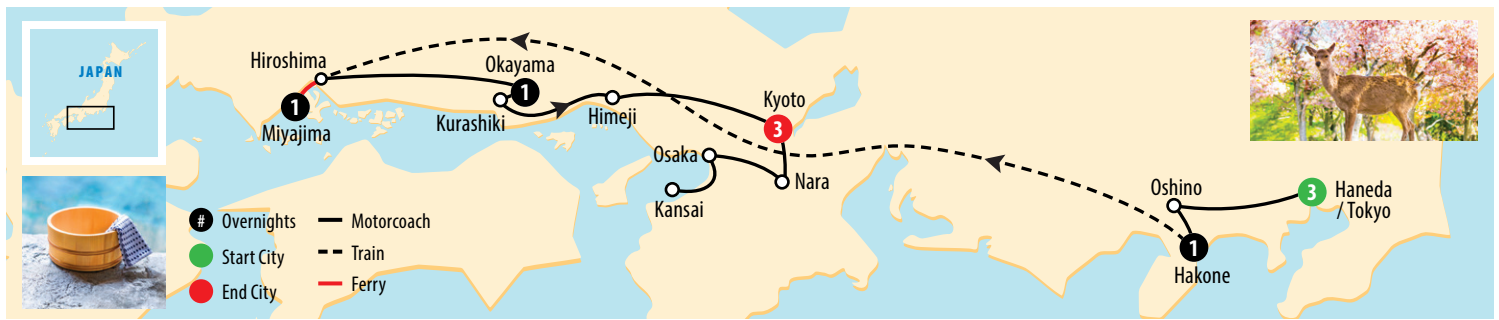 JAPAN
Hiroshima
1
Miyajima
Okayama
1
Kurashiki
Himeji
Kyoto
3
Osaka
Nara
Kansai
Oshino
3
Haneda
/ Tokyo
1
Hakone
# Overnights
Start City
End City
Motorcoach
Train
Ferry